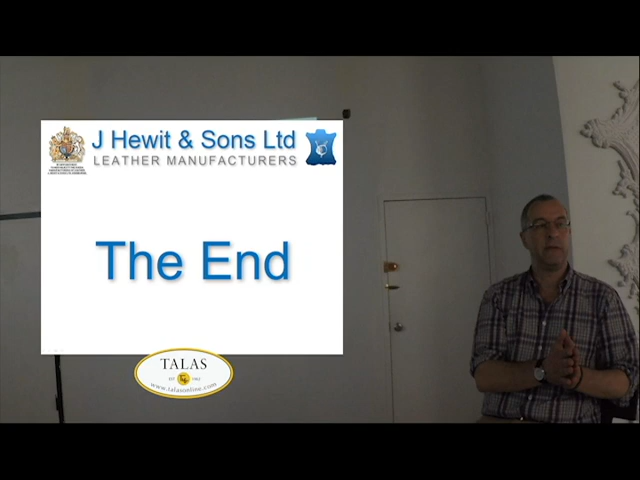 J Hewit & Sons Ltd
LEATHER MANUFACTURERS
The End
TALAS
www.talasonline.com